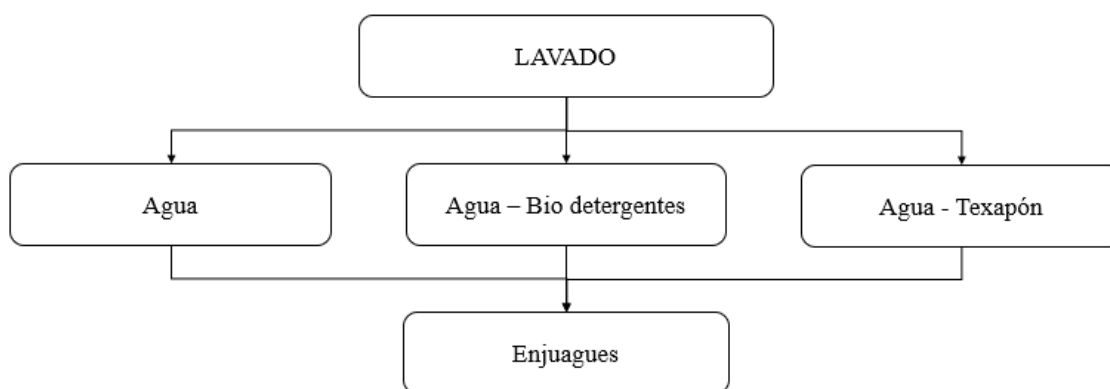 LAVADO
Agua
Agua – Bio detergentes
Agua - Texapón
Enjuagues